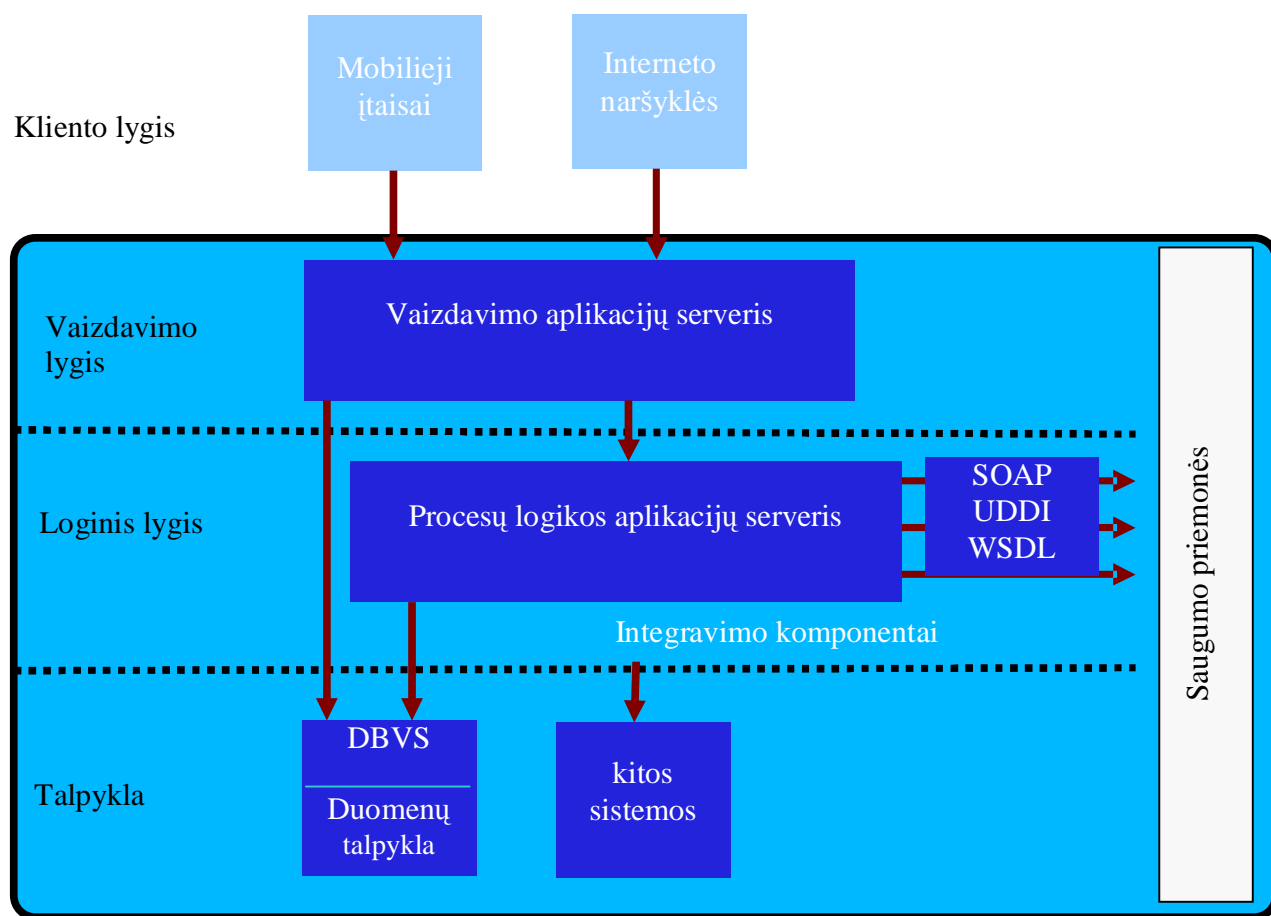 Mobilieji
įtaisai
Interneto
naršyklės
Kliento lygis
Vaizdavimo
lygis
Vaizdavimo aplikacijų serveris
Loginis lygis
Procesų logikos aplikacijų serveris
SOAP
UDDI
WSDL
Integravimo komponentai
Talpykla
DBVS
Duomenų
talpykla
kitos
sistemos
Saugumo priemonės